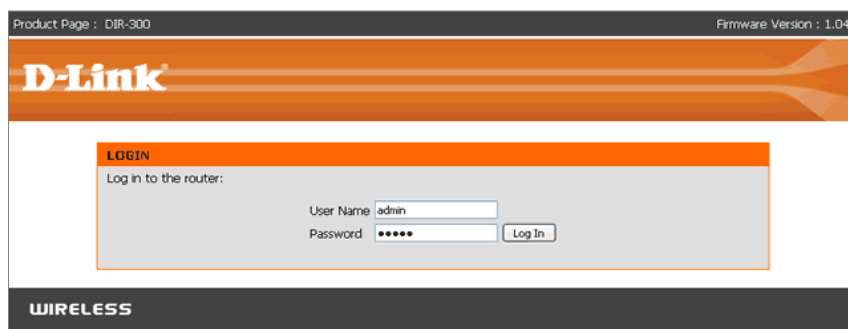 Product Page : DIR-300 Firmware Version : 1.04
D-Link
LOGIN
Log in to the router:
User Name admin
Password ••••• Log In
WIRELESS